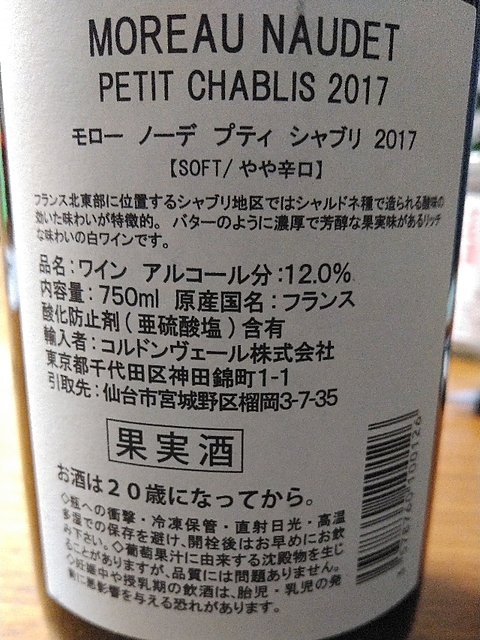 MOREAU NAUDET
PETIT CHABLIS 2017
モロー ノーデ プティ シャブリ 2017
【SOFT/ やや辛口】
フランス北東部に位置するシャブリ地区ではシャルドネ種で造られる酸味の
効いた味わいが特徴的。 バターのように濃厚で芳醇な果実味があるリッチ
な味わいの白ワインです。
品名：ワイン アルコール分：12.0%
内容量：750ml 原産国名：フランス
酸化防止剤(亜硫酸塩)含有
輸入者：コルドンヴェール株式会社
東京都千代田区神田錦町1-1
引取先：仙台市宮城野区榴岡3-7-35
果実酒
お酒は20歳になってから。
◇瓶への衝撃・冷凍保管・直射日光・高温
多湿での保存を避け、開栓後はお早めにお飲
み下さい。◇葡萄果汁に由来する沈殿物を生じ
ることがありますが、品質には問題ありません。
◇妊娠中や授乳期の飲酒は、胎児・乳児の発
育に悪影響を与える恐れがあります。